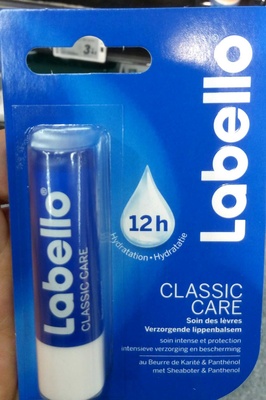 3
Labello
Labello®
CLASSIC CARE
12h
Hydratation • Hydratatie
CLASSIC
CARE
Soin des lèvres
Verzorgende lippenbalsem
soin intense et protection
intensieve verzorging en bescherming
au Beurre de Karité & Panthénol
met Sheaboter & Panthenol